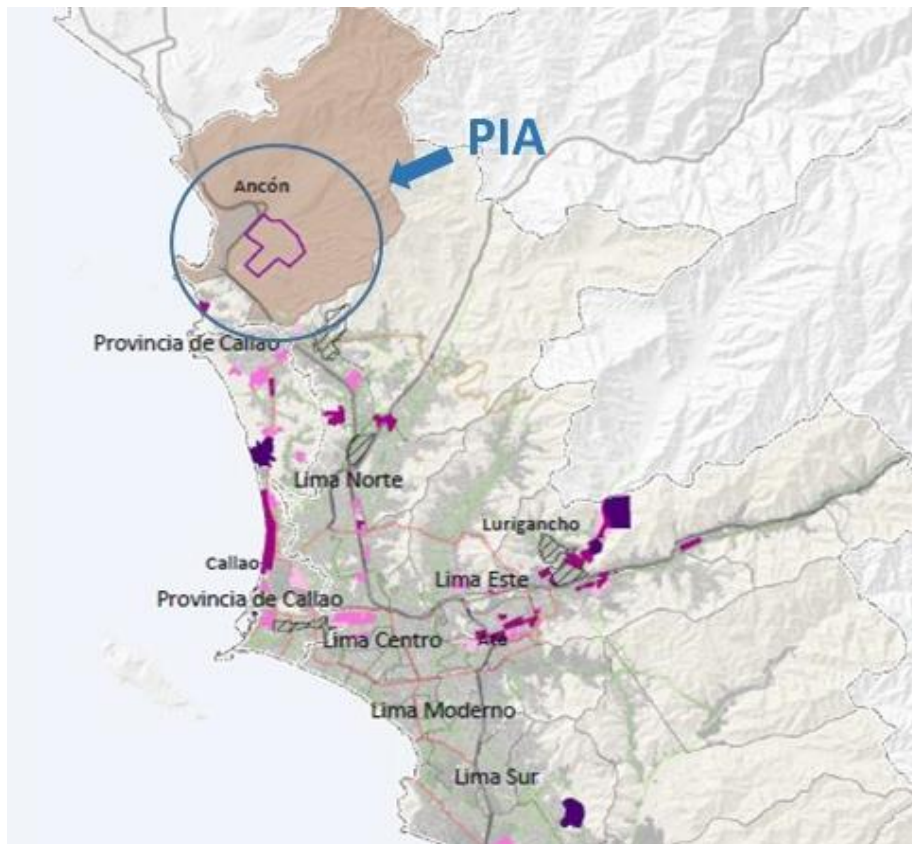 PIA
Ancón
Provincia de Callao
Lima Norte
Lurigancho
Callao
Lima Este
Provincia de Callao
Lima Centro
Ate
Lima Moderno
Lima Sur